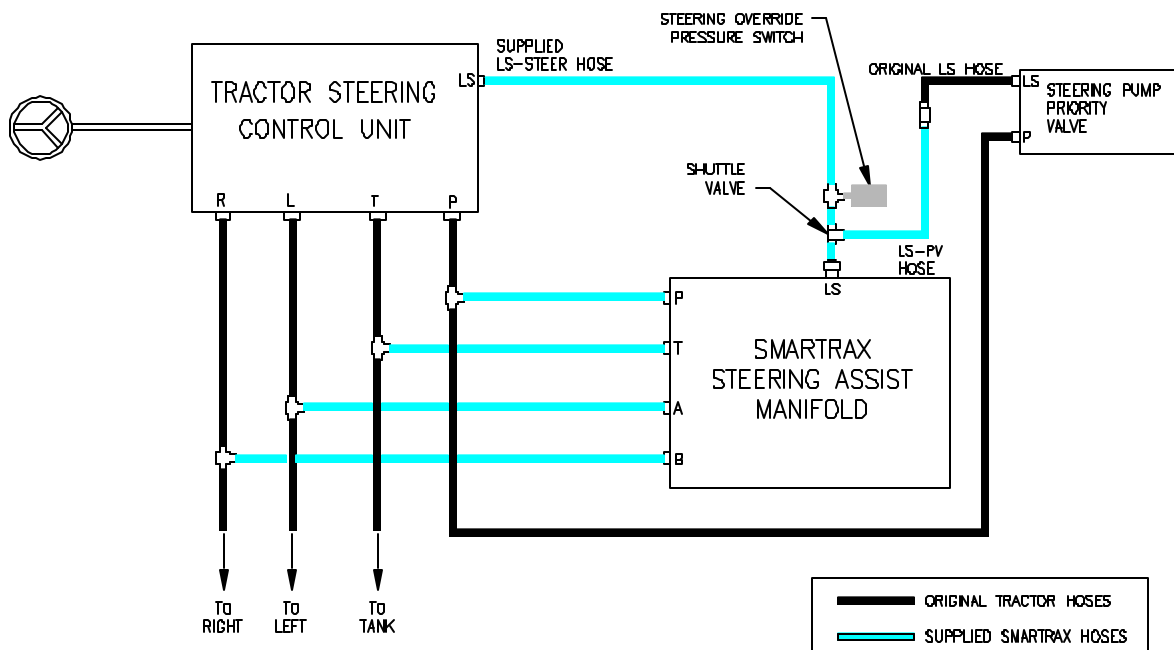 STEERING OVERRIDE
PRESSURE SWITCH
SUPPLIED
LS-STEER HOSE
ORIGINAL LS HOSE
LS
TRACTOR STEERING
CONTROL UNIT
LS
STEERING PUMP
PRIORITY
VALVE
P
SHUTTLE
VALVE
R
L
T
P
LS-PV
HOSE
LS
P
T
A
B
SMARTRAX
STEERING ASSIST
MANIFOLD
TO
RIGHT
TO
LEFT
TO
TANK
ORIGINAL TRACTOR HOSES
SUPPLIED SMARTRAX HOSES